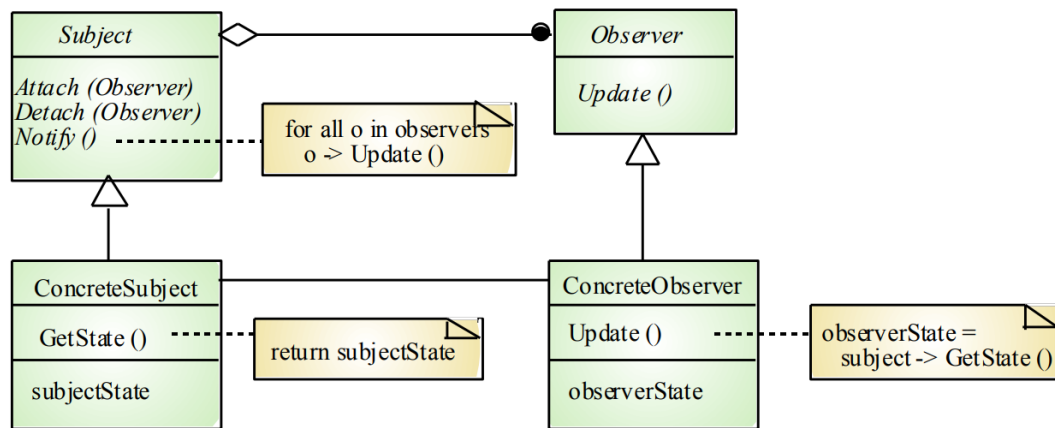 Subject
Attach (Observer)
Detach (Observer)
Notify ()
for all o in observers
o -> Update ()
Observer
Update ()
ConcreteSubject
GetState ()
subjectState
return subjectState
ConcreteObserver
Update ()
observerState
observerState =
subject -> GetState ()